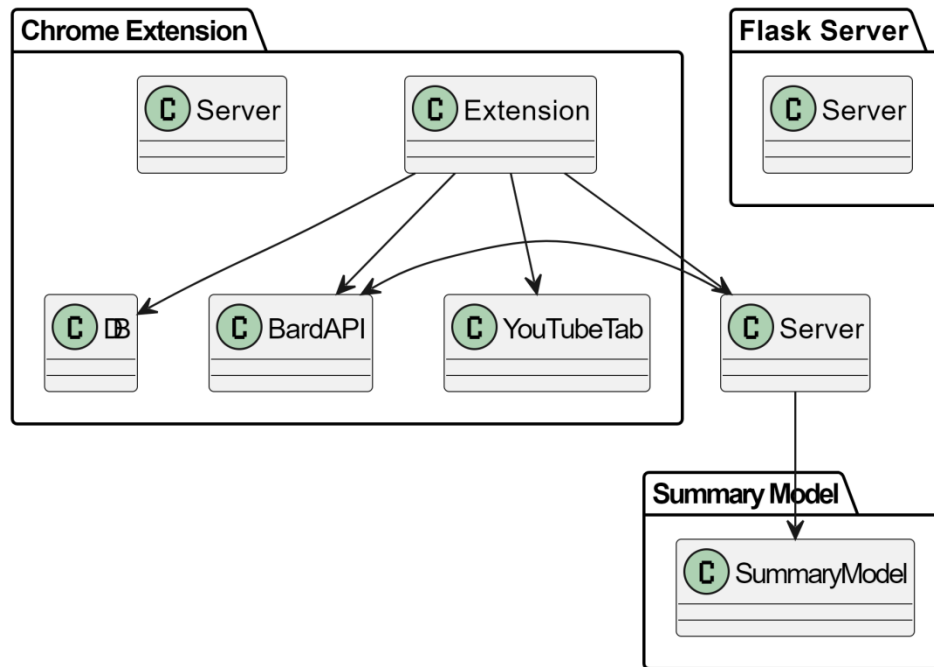 Chrome Extension
Flask Server
C Server
C Extension
C Server
C DB
C BardAPI
C YouTubeTab
C Server
Summary Model
C SummaryModel